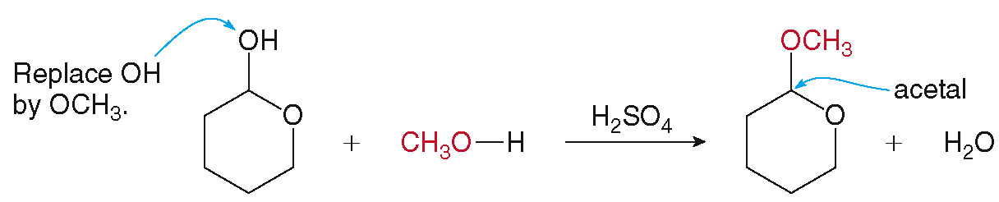 Replace OH
by OCH₃.
OH
O
+
CH₃O—H
H₂SO₄
OCH₃
acetal
O
+
H₂O